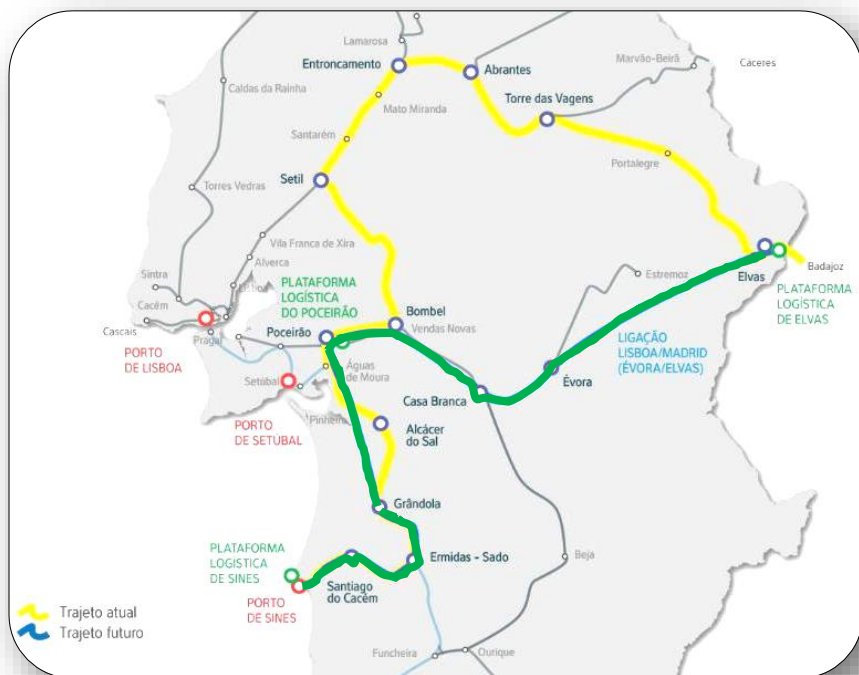 Lamarosa
Entroncamento
Abrantes
Marvão-Beirã
Cáceres
Caldas da Rainha
Mato Miranda
Torre das Vagens
Santarém
Portalegre
Setil
Torres Vedras
Vila Franca de Xira
Alverca
Sintra
Cacém
Cascais
Pragal
PORTO
DE LISBOA
PLATAFORMA
LOGÍSTICA
DO POCEIRÃO
Poceirão
Bombel
Vendas Novas
Estremoz
Elvas
Badajoz
PLATAFORMA
LOGÍSTICA
DE ELVAS
LIGAÇÃO
LISBOA/MADRID
(ÉVORA/ELVAS)
Setúbal
Águas
de Moura
Évora
Casa Branca
Pinheiro
PORTO
DE SETÚBAL
Alcácer
do Sal
Grândola
PLATAFORMA
LOGÍSTICA
DE SINES
Ermidas - Sado
Beja
Santiago
do Cacém
PORTO
DE SINES
Trajeto atual
Trajeto futuro
Funcheira
Ourique